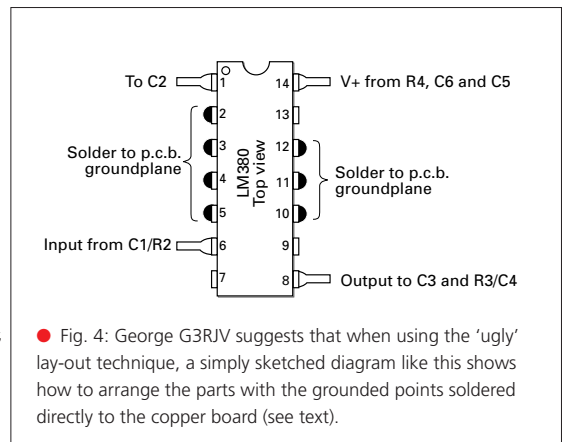 To C2
1
14
V+ from R4, C6 and C5
2
13
3
12
4
11
5
10
Solder to p.c.b.
groundplane
LM380
Top view
Solder to p.c.b.
groundplane
Input from C1/R2
6
9
7
8
Output to C3 and R3/C4
Fig. 4: George G3RJV suggests that when using the ‘ugly’
lay-out technique, a simply sketched diagram like this shows
how to arrange the parts with the grounded points soldered
directly to the copper board (see text).